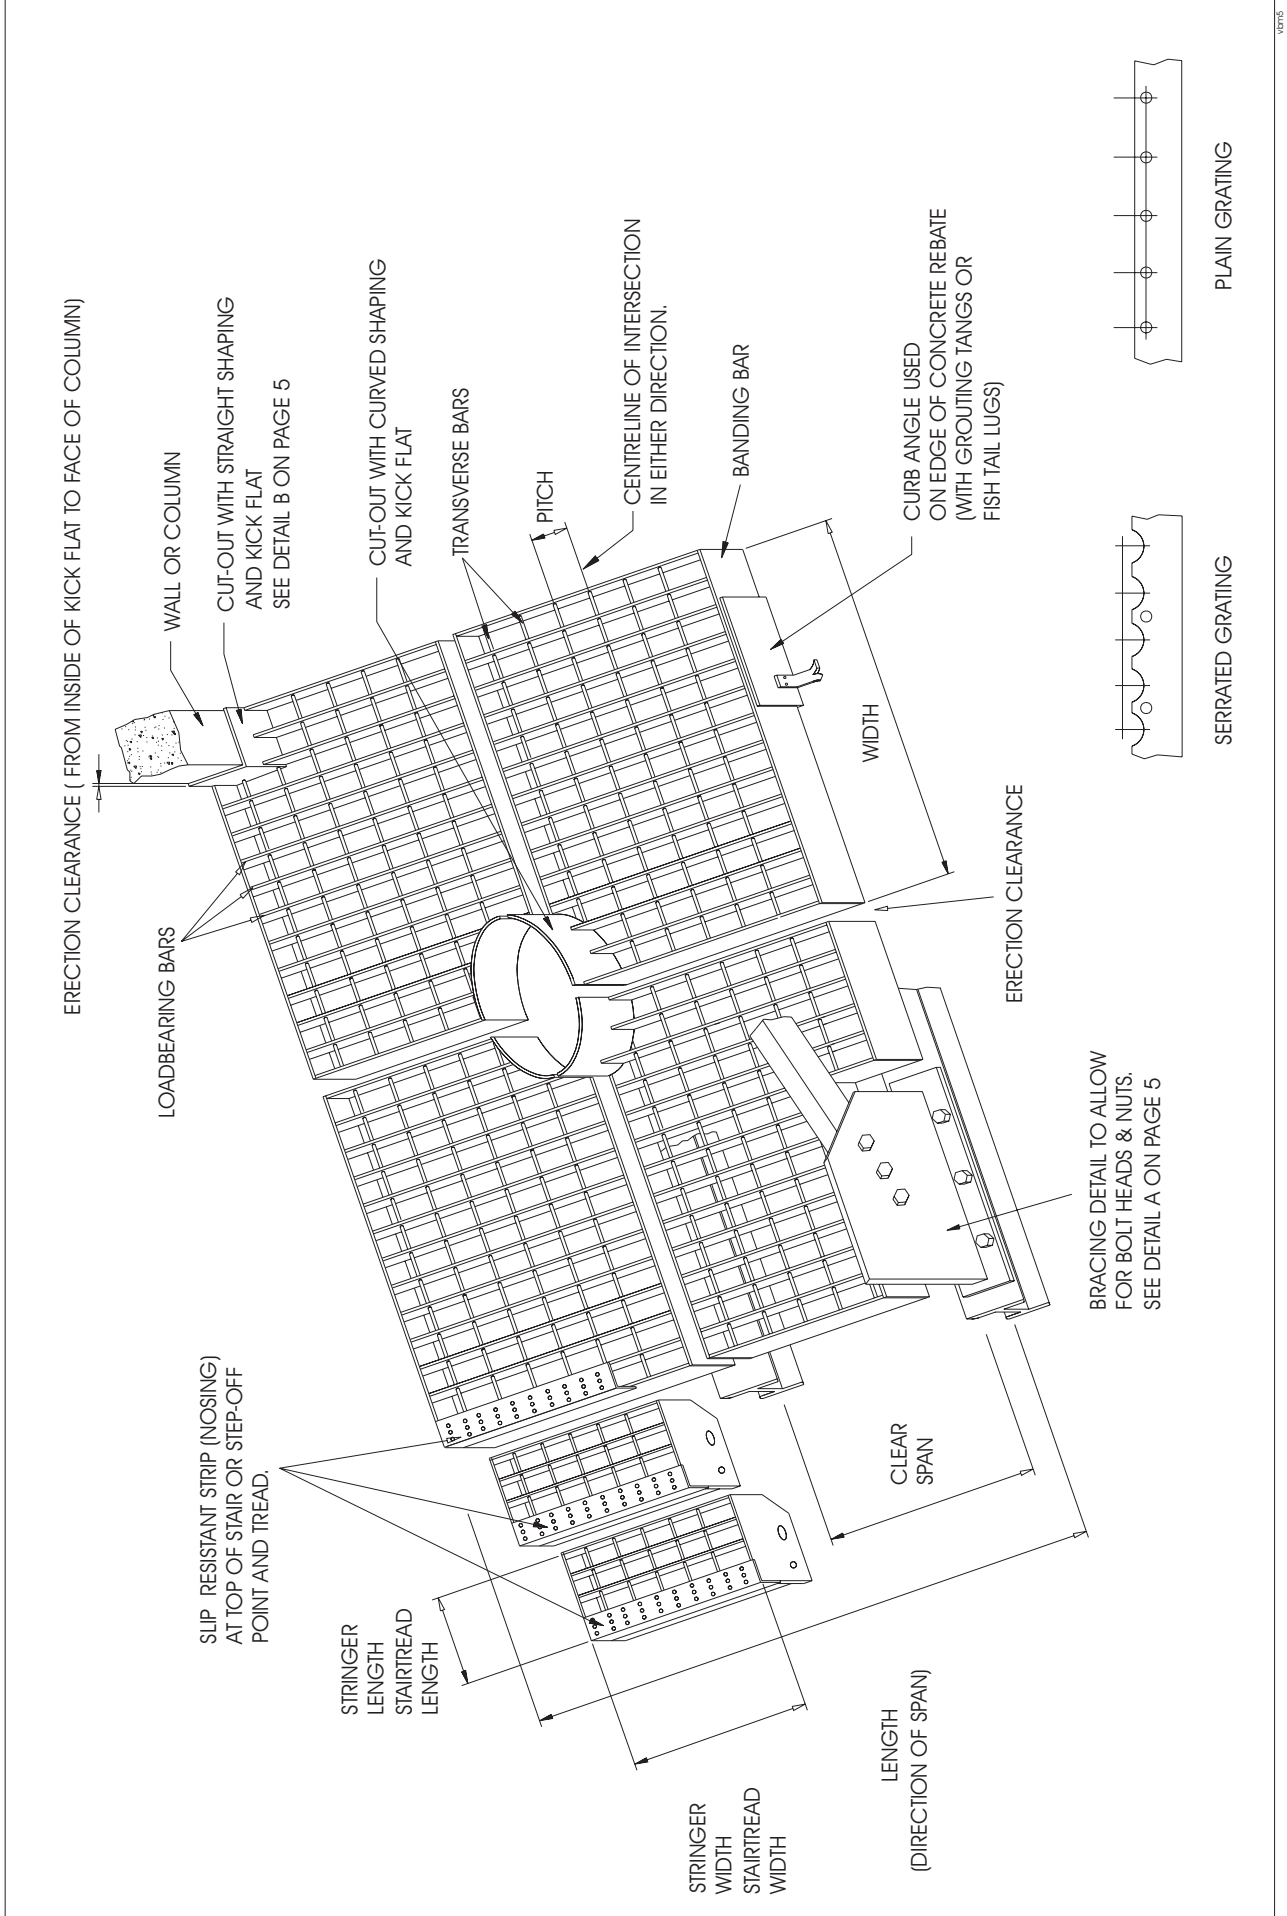 ERECTION CLEARANCE ( FROM INSIDE OF KICK FLAT TO FACE OF COLUMN)
WALL OR COLUMN
LOADBEARING BARS
CUT-OUT WITH STRAIGHT SHAPING
AND KICK FLAT
SEE DETAIL B ON PAGE 5
SLIP RESISTANT STRIP (NOSING)
AT TOP OF STAIR OR STEP-OFF
POINT AND TREAD.
CUT-OUT WITH CURVED SHAPING
AND KICK FLAT
TRANSVERSE BARS
STRINGER
LENGTH
STAIRTREAD
LENGTH
PITCH
CENTRELINE OF INTERSECTION
IN EITHER DIRECTION.
BANDING BAR
STRINGER
WIDTH
STAIRTREAD
WIDTH
LENGTH
(DIRECTION OF SPAN)
CLEAR
SPAN
WIDTH
CURB ANGLE USED
ON EDGE OF CONCRETE REBATE
(WITH GROUTING TANGS OR
FISH TAIL LUGS)
ERECTION CLEARANCE
BRACING DETAIL TO ALLOW
FOR BOLT HEADS & NUTS.
SEE DETAIL A ON PAGE 5
SERRATED GRATING
PLAIN GRATING
vbm5